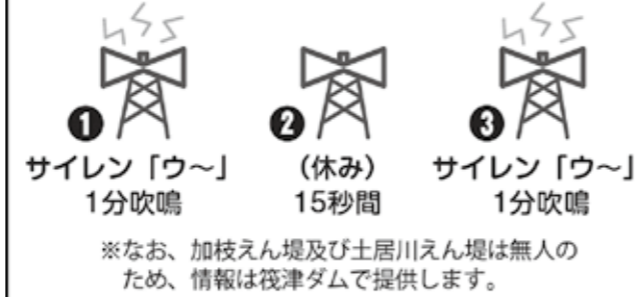 ❶ ❷ ❸
サイレン「ウ～」 （休み） サイレン「ウ～」
1分吹鳴 15秒間 1分吹鳴
※なお、加枝えん堤及び土居川えん堤は無人の
ため、情報は筏津ダムで提供します。